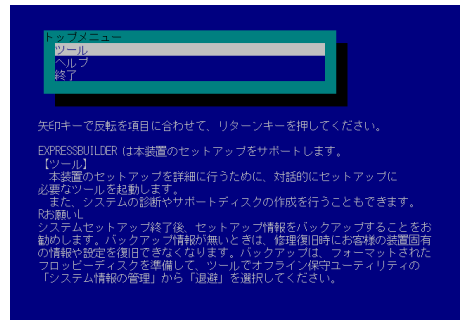 トップメニュー
ツール
ヘルプ
終了
矢印キーで反転を項目に合わせて、リターンキーを押してください。
EXPRESSBUILDER は本装置のセットアップをサポートします。
【ツール】
本装置のセットアップを詳細に行うために、対話的にセットアップに
必要なツールを起動します。
また、システムの診断やサポートディスクの作成を行うこともできます。
Rお願いL
システムセットアップ終了後、セットアップ情報をバックアップすることをお
勧めします。バックアップ情報が無いときは、修理復旧時にお客様の装置固有
の情報や設定を復旧できなくなります。バックアップは、フォーマットされた
フロッピーディスクを準備して、ツールでオフライン保守ユーティリティの
「システム情報の管理」から「退避」を選択してください。